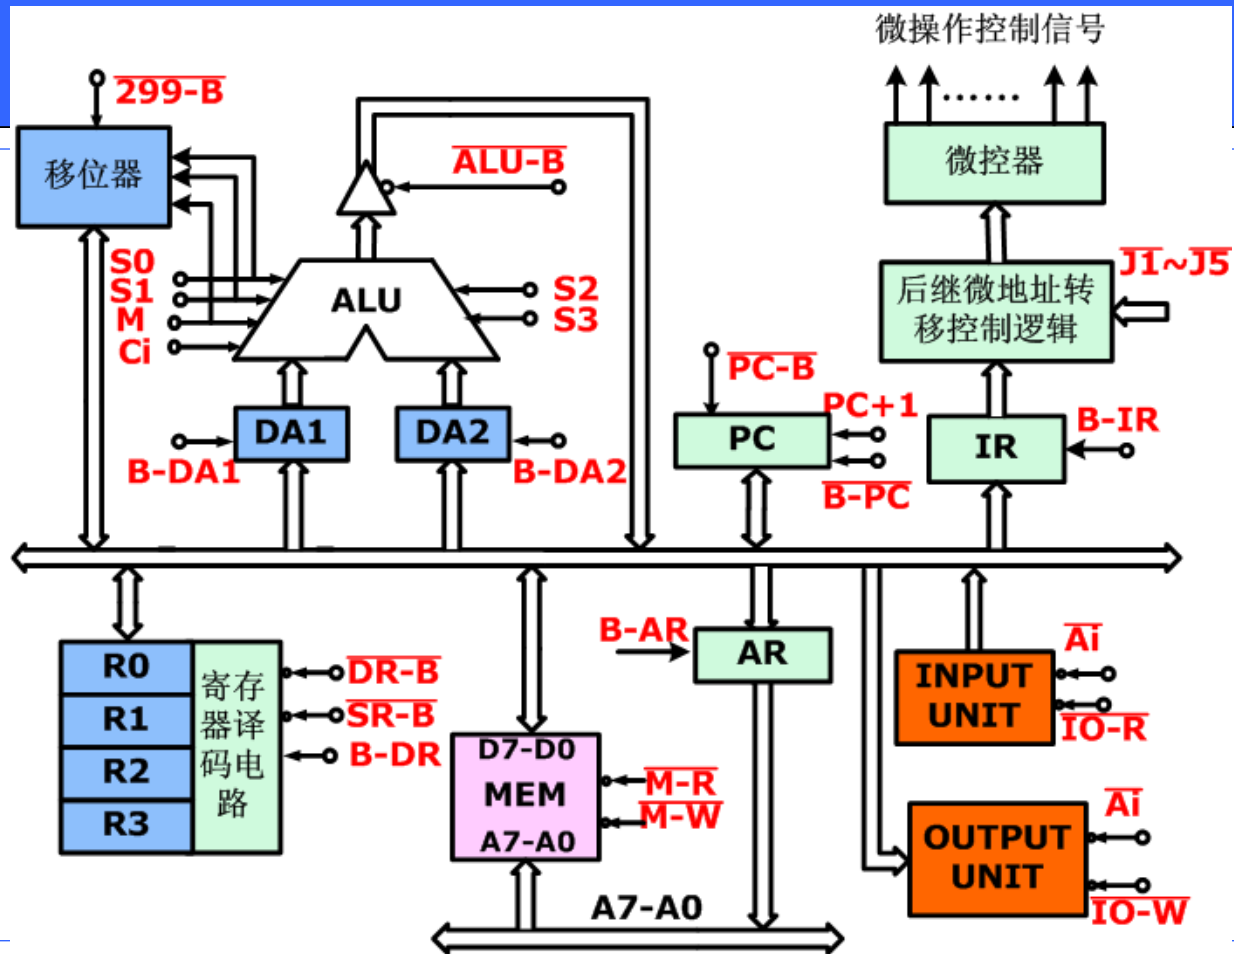 微操作控制信号
299-B
……
移位器
ALU-B
微控器
S0
S1
M
Ci
ALU
S2
S3
后继微地址转
移控制逻辑
J1~J5
PC-B
DA1
DA2
PC
PC+1
B-PC
IR
B-IR
B-DA1
B-DA2
R0
R1
R2
R3
寄存
器译
码电
路
DR-B
SR-B
B-DR
D7-D0
MEM
A7-A0
M-R
M-W
B-AR
AR
A7-A0
INPUT
UNIT
Ai
IO-R
OUTPUT
UNIT
Ai
IO-W